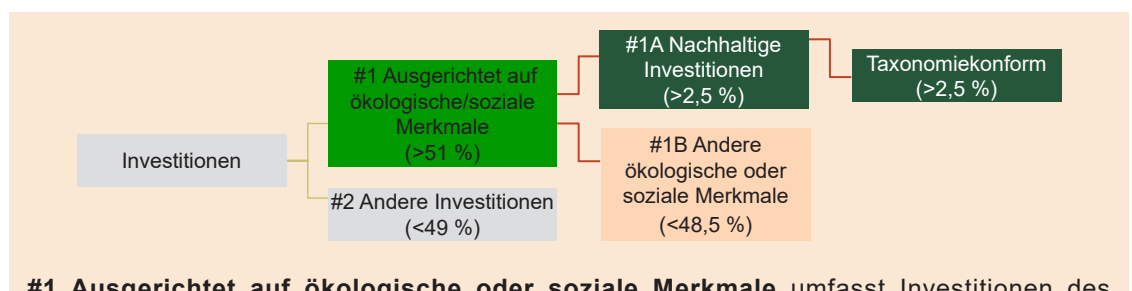 Investitionen
#1 Ausgerichtet auf
ökologische/soziale
Merkmale
(>51 %)
#2 Andere Investitionen
(<49 %)
#1A Nachhaltige
Investitionen
(>2,5 %)
#1B Andere
ökologische oder
soziale Merkmale
(<48,5 %)
Taxonomiekonform
(>2,5 %)
#1 Ausgerichtet auf ökologische oder soziale Merkmale umfasst Investitionen des